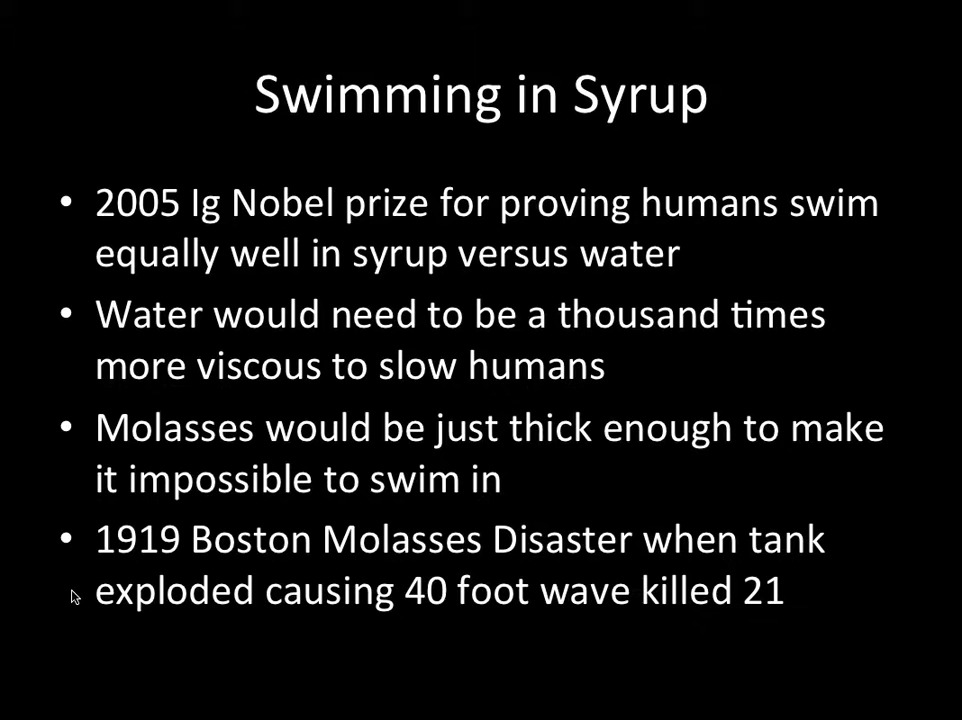 Swimming in Syrup
• 2005 Ig Nobel prize for proving humans swim
equally well in syrup versus water
• Water would need to be a thousand times
more viscous to slow humans
• Molasses would be just thick enough to make
it impossible to swim in
• 1919 Boston Molasses Disaster when tank
exploded causing 40 foot wave killed 21